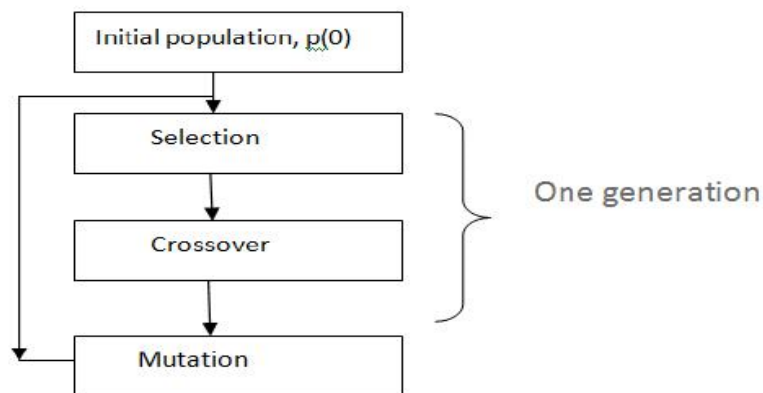 Initial population, p(0)
Selection
One generation
Crossover
Mutation